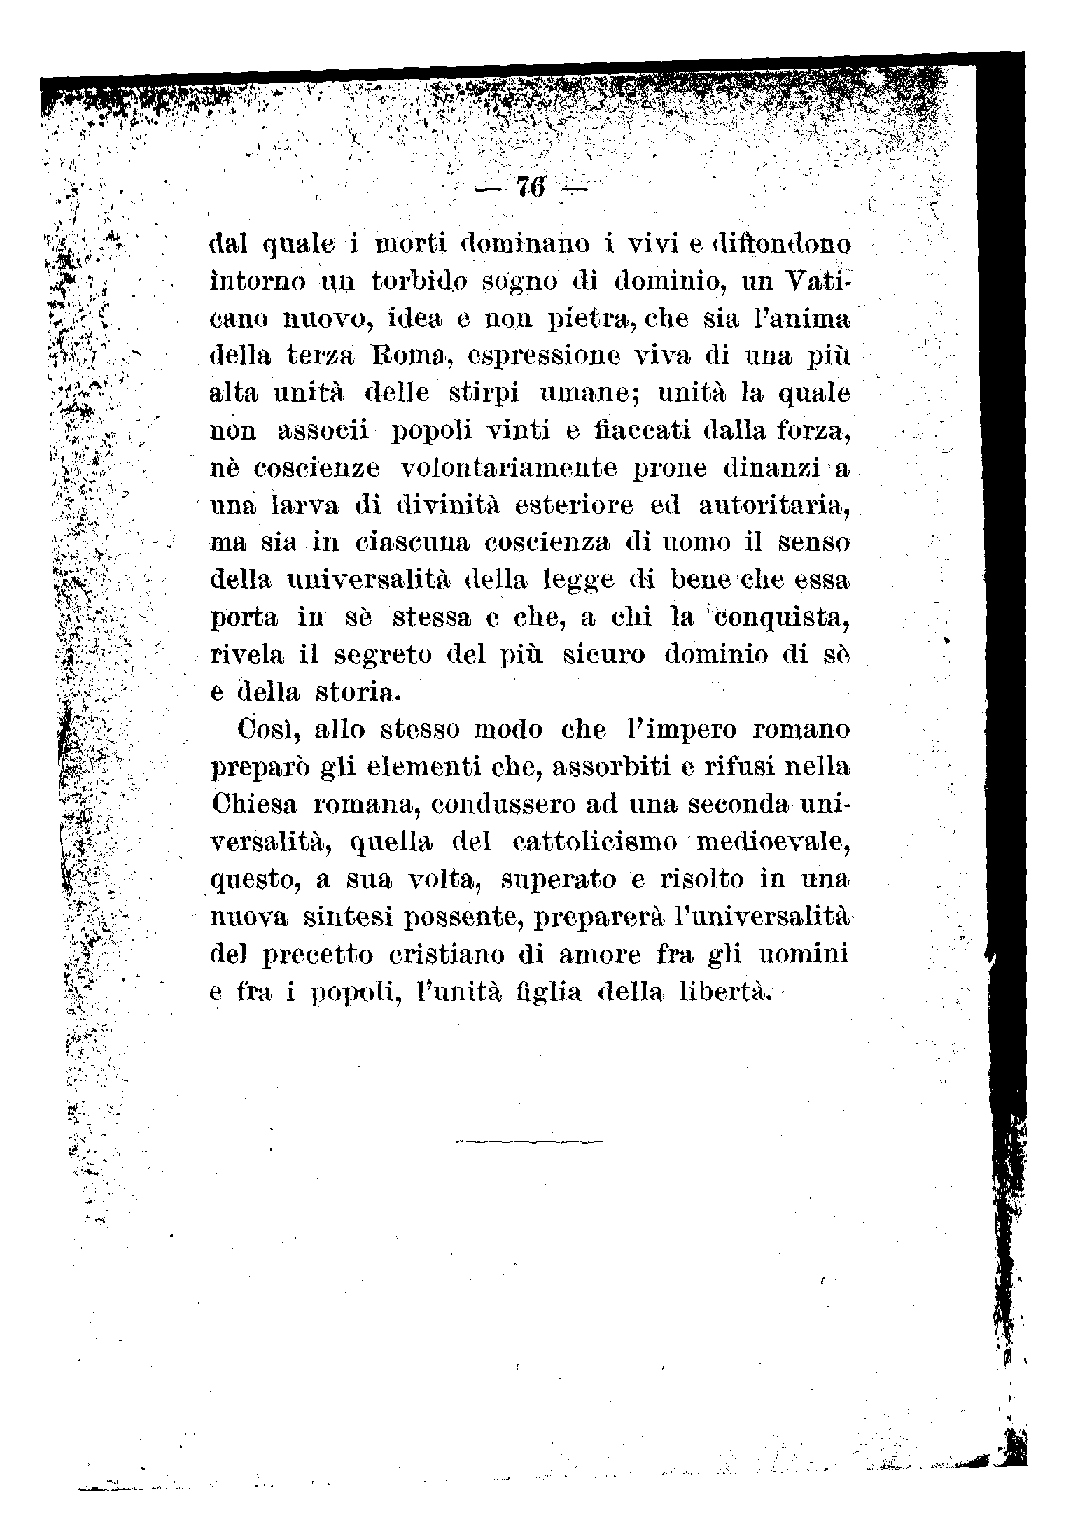 — 76 —
dal quale i morti dominano i vivi e diffondono
intorno un torbido sogno di dominio, un Vati-
cano nuovo, idea e non pietra, che sia l'anima
della terza Roma, espressione viva di una più
alta unità delle stirpi umane; unità la quale
non associi popoli vinti e fiaccati dalla forza,
nè coscienze volontariamente prone dinanzi a
una larva di divinità esteriore ed autoritaria,
ma sia in ciascuna coscienza di uomo il senso
della universalità della legge di bene che essa
porta in sè stessa e che, a chi la conquista,
rivela il segreto del più sicuro dominio di sè
e della storia.
Così, allo stesso modo che l'impero romano
preparò gli elementi che, assorbiti e rifusi nella
Chiesa romana, condussero ad una seconda uni-
versalità, quella del cattolicismo medioevale,
questo, a sua volta, superato e risolto in una
nuova sintesi possente, preparerà l'universalità
del precetto cristiano di amore fra gli uomini
e fra i popoli, l'unità figlia della libertà.